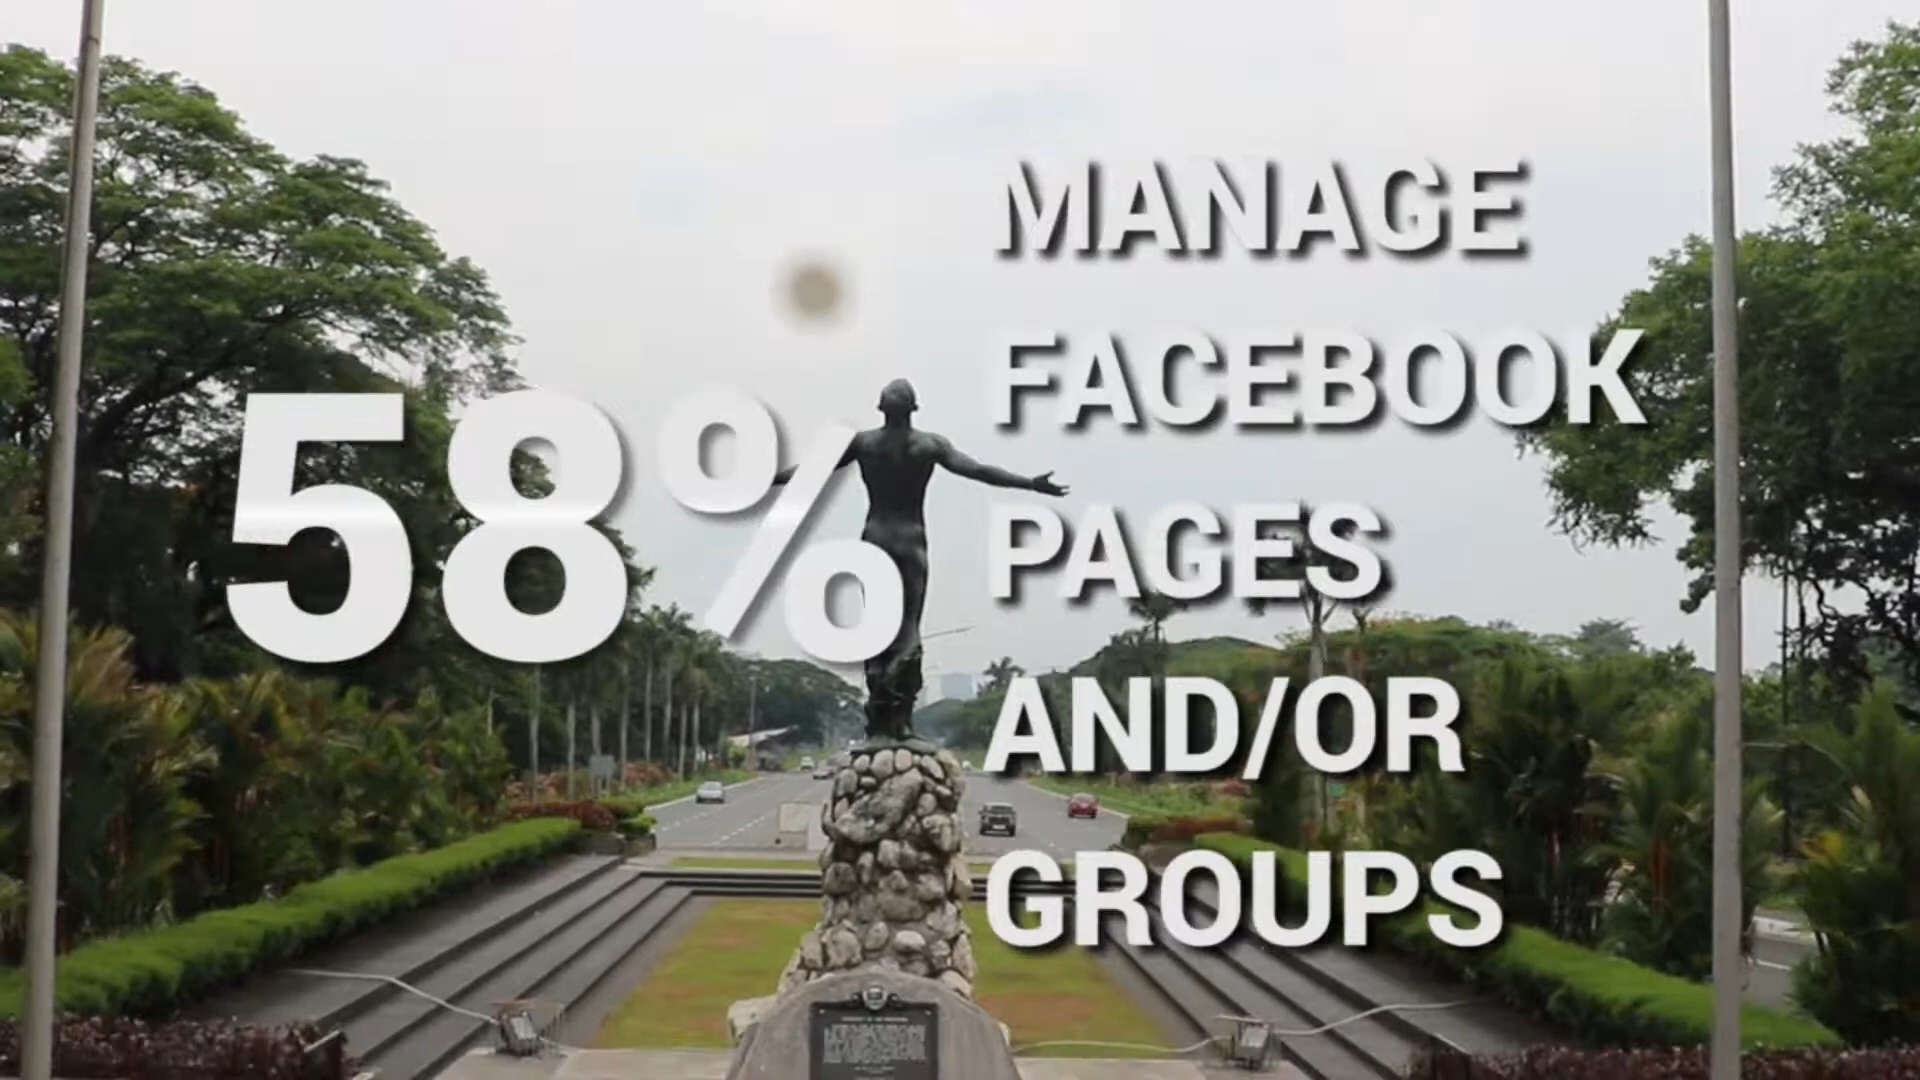 58%
MANAGE
FACEBOOK
PAGES
AND/OR
GROUPS